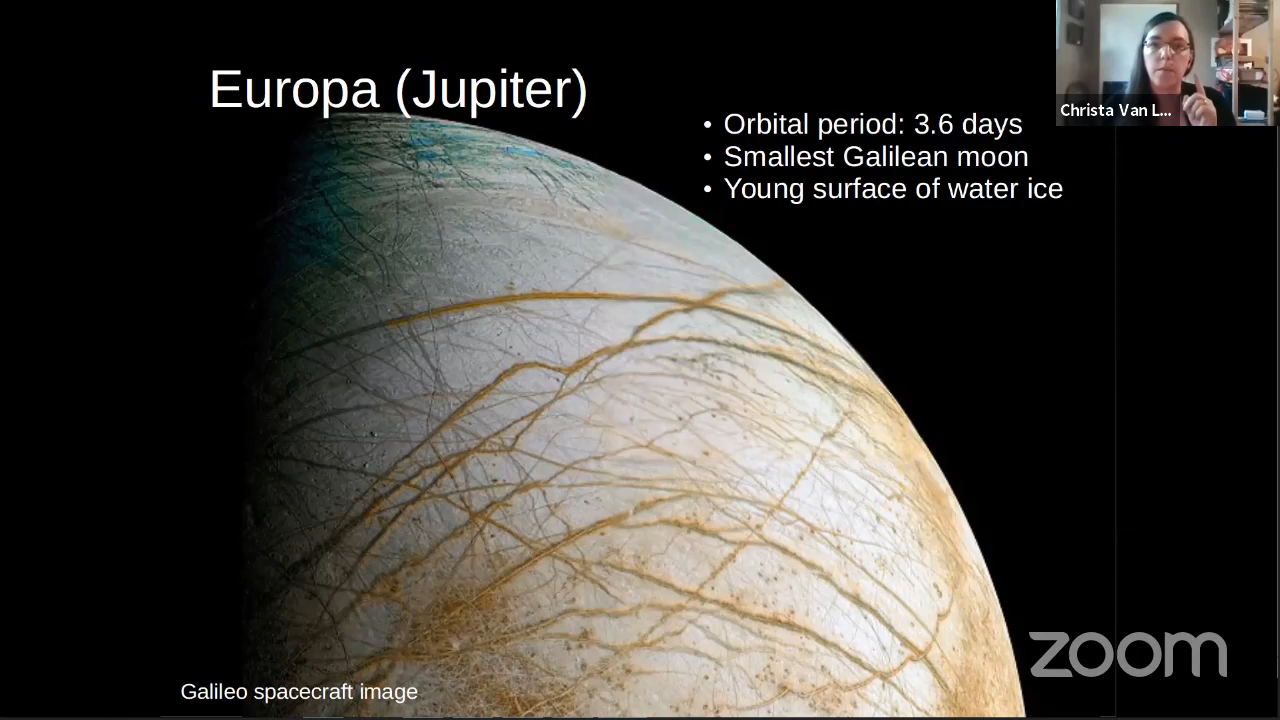 Europa (Jupiter)
• Orbital period: 3.6 days
• Smallest Galilean moon
• Young surface of water ice
Christa Van L...
Galileo spacecraft image
zoom